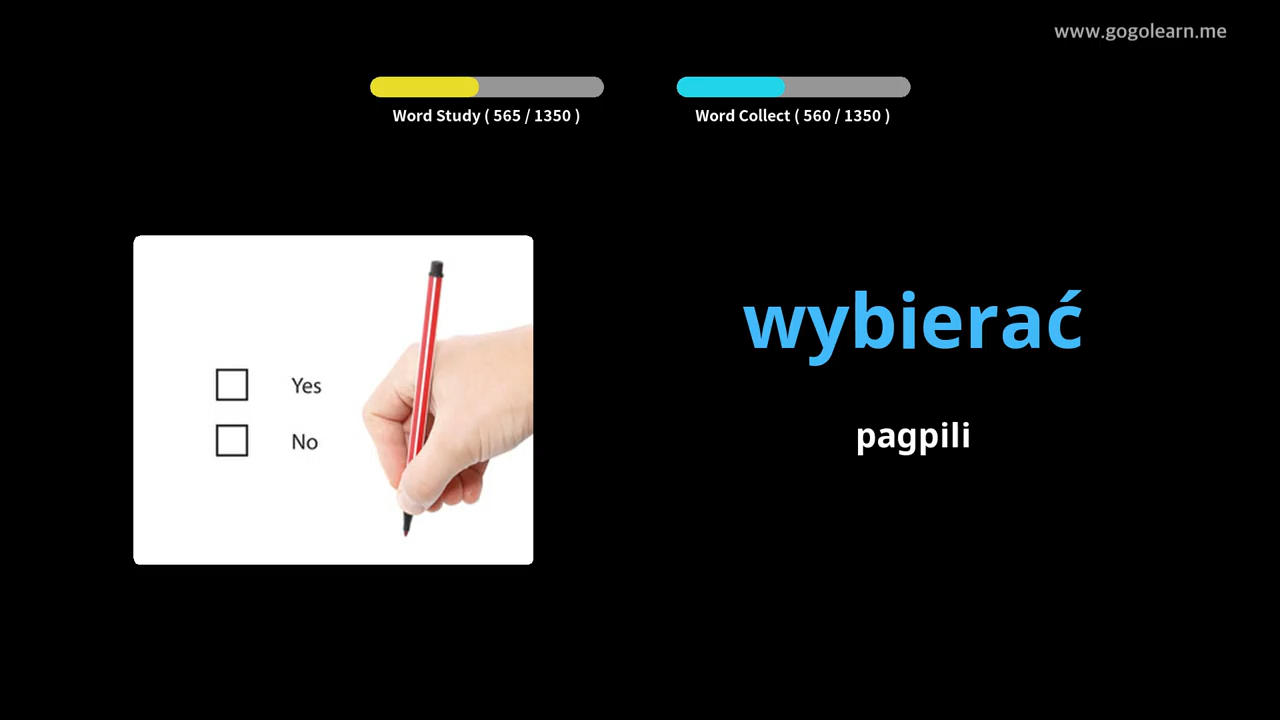 www.gogolearn.me
Word Study ( 565 / 1350 )
Word Collect ( 560 / 1350 )
Yes
No
wybierać
pagpili